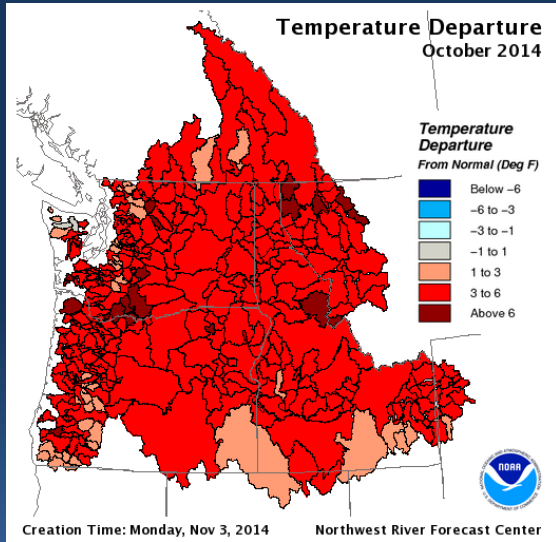 Temperature Departure
October 2014
Temperature
Departure
From Normal (Deg F)
Below -6
-6 to -3
-3 to -1
-1 to 1
1 to 3
3 to 6
Above 6
NOAA
Creation Time: Monday, Nov 3, 2014 Northwest River Forecast Center